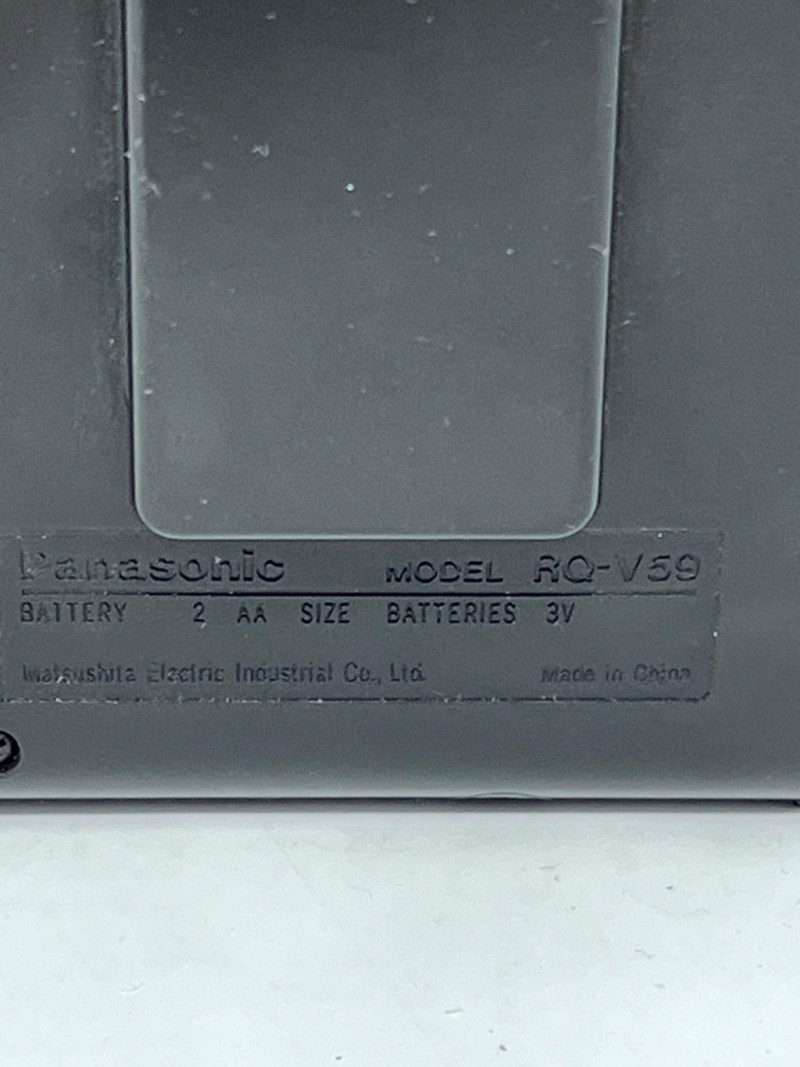 Panasonic MODEL RQ-V59
BATTERY 2 AA SIZE BATTERIES 3V
Matsushita Electric Industrial Co., Ltd. Made in China